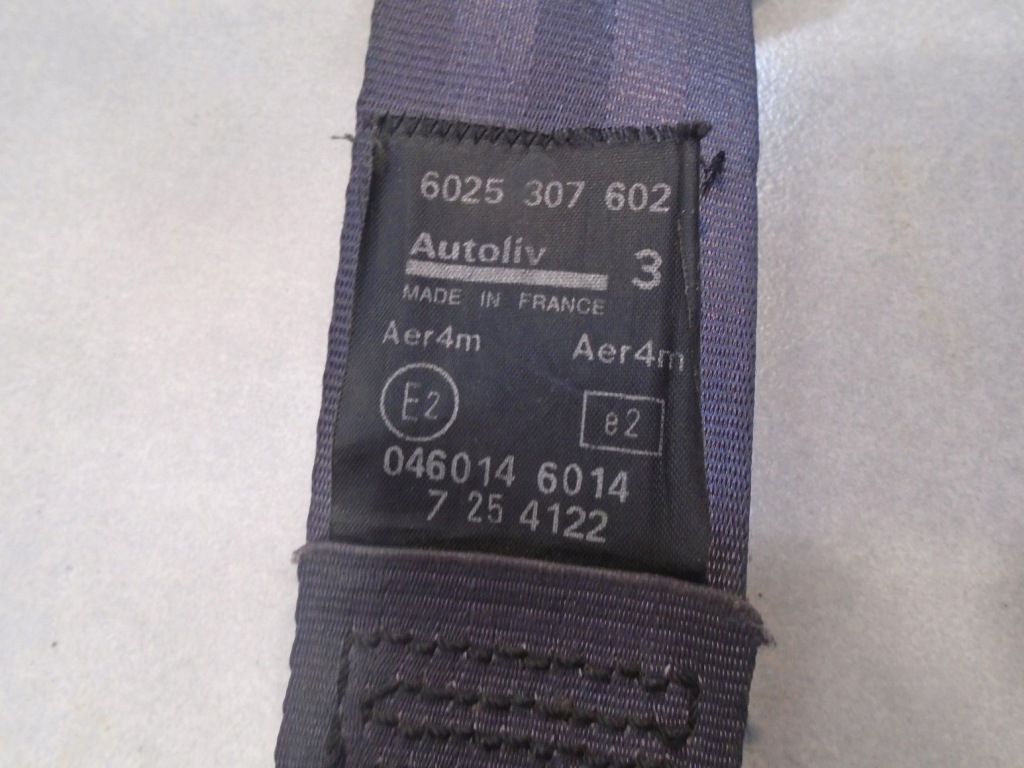 6025 307 602
Autoliv 3
MADE IN FRANCE
Aer4m Aer4m
E2 e2
046014 6014
7 25 4122